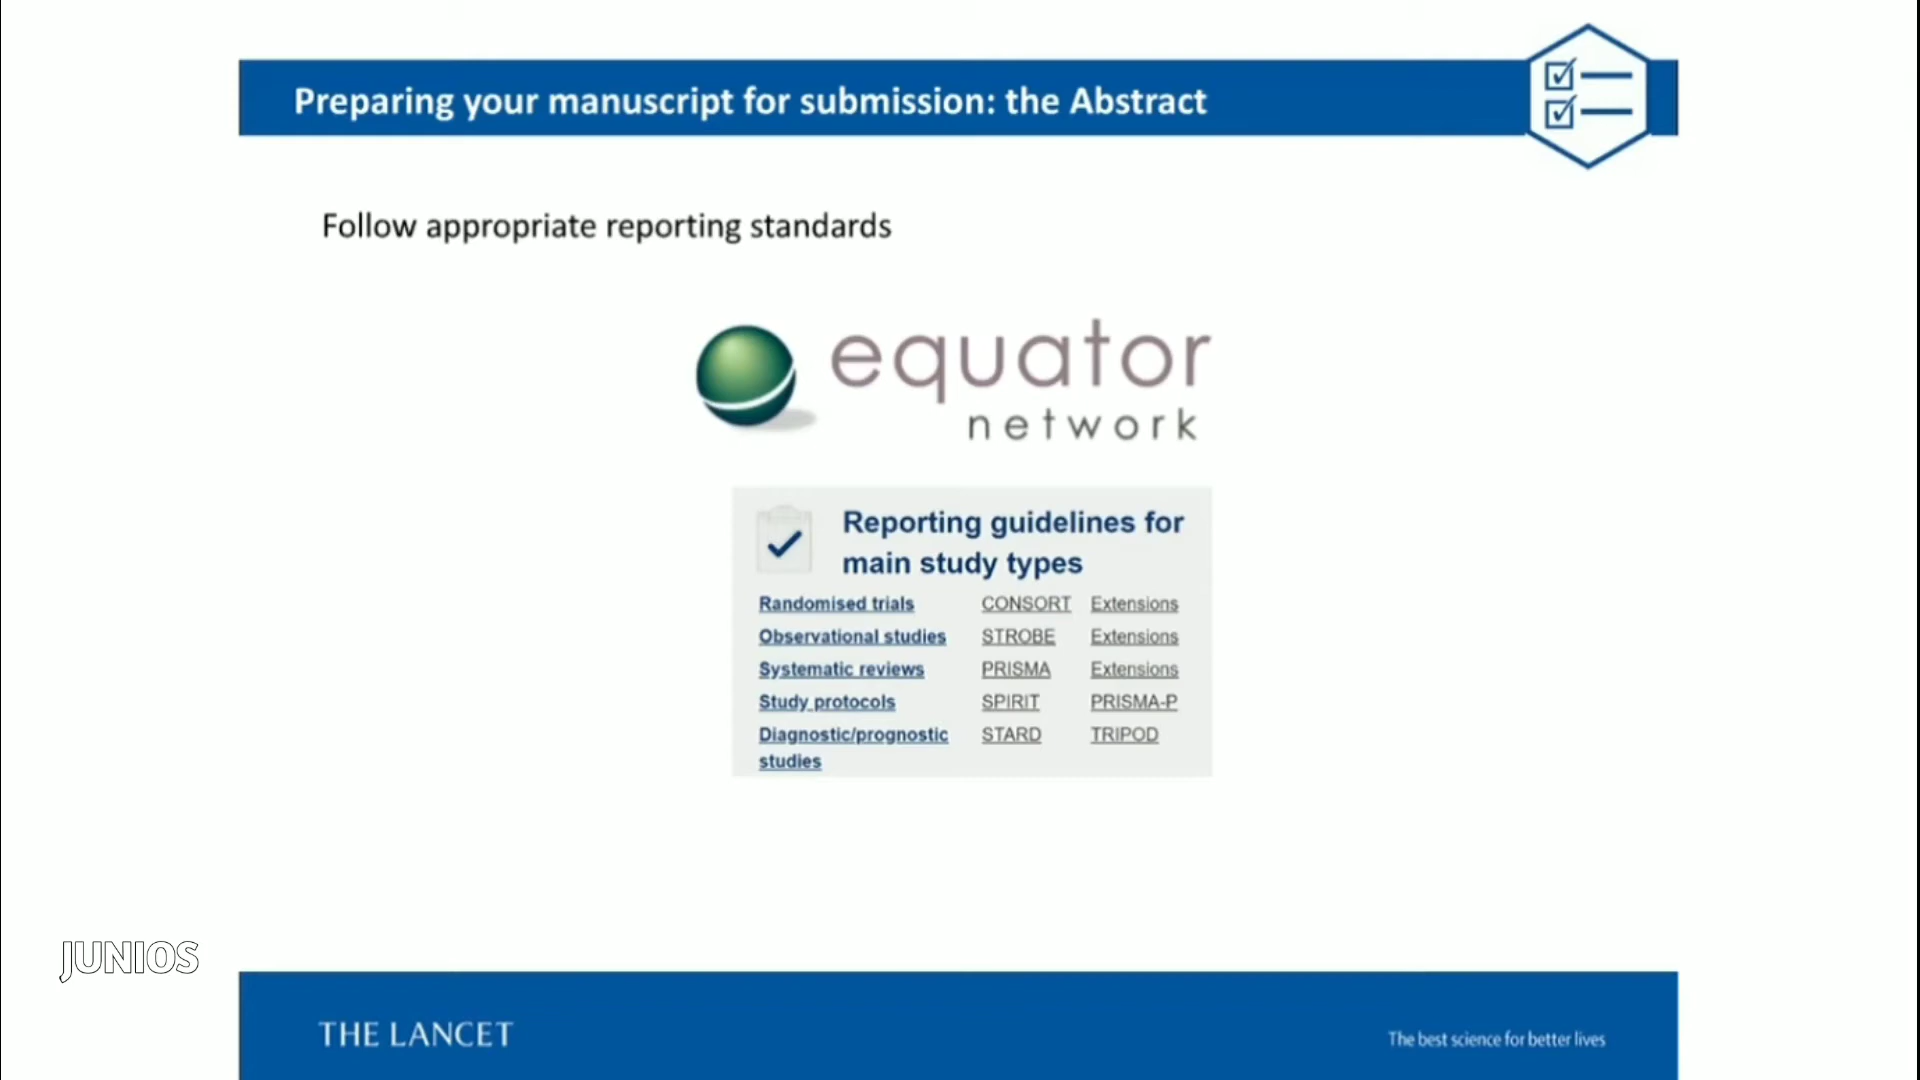 Preparing your manuscript for submission: the Abstract
Follow appropriate reporting standards
equator
network
Reporting guidelines for
main study types
Randomised trials CONSORT Extensions
Observational studies STROBE Extensions
Systematic reviews PRISMA Extensions
Study protocols SPIRIT PRISMA-P
Diagnostic/prognostic STARD TRIPOD
studies
JUNIOS
THE LANCET
The best science for better lives